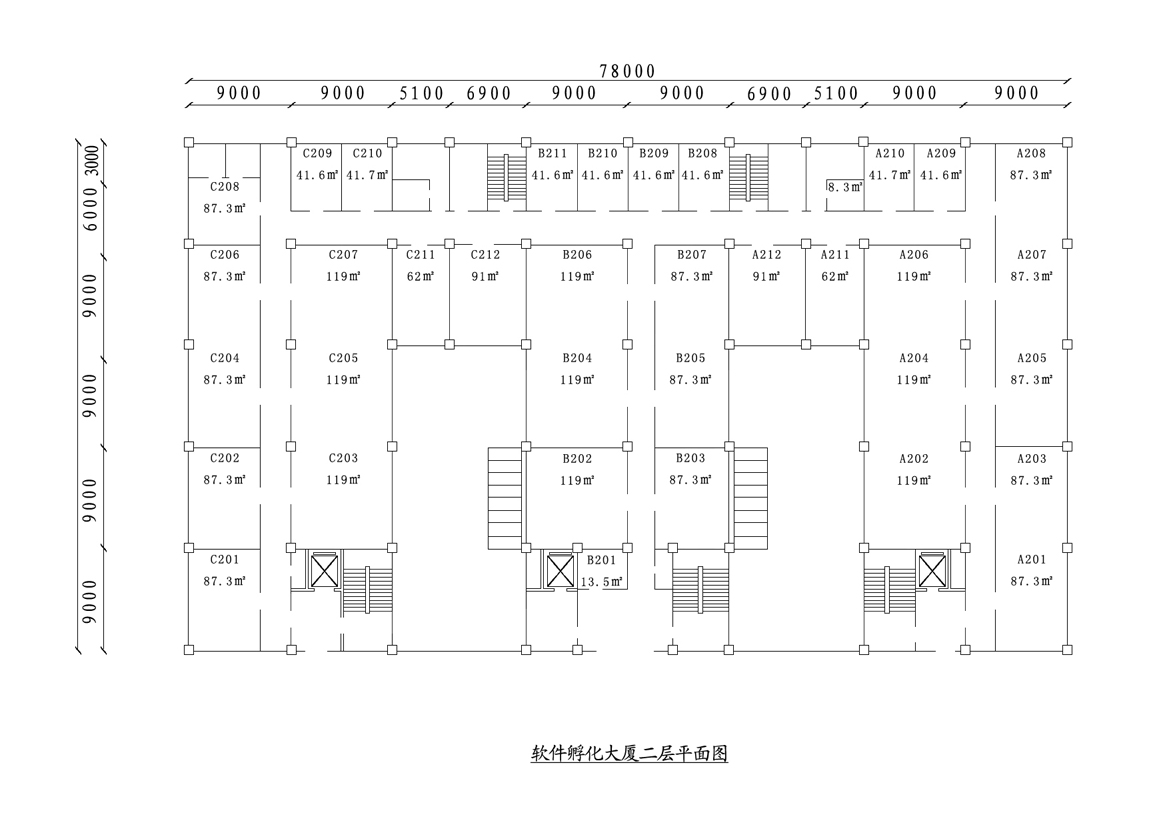 78000
9000 9000 5100 6900 9000 9000 6900 5100 9000 9000
3000
6000
9000
9000
9000
9000
C209 C210 B211 B210 B209 B208 A210 A209 A208
41.6㎡ 41.7㎡ 41.6㎡ 41.6㎡ 41.6㎡ 41.6㎡ 41.7㎡ 41.6㎡ 87.3㎡
C208 8.3㎡
87.3㎡
C206 C207 C211 C212 B206 B207 A212 A211 A206 A207
87.3㎡ 119㎡ 62㎡ 91㎡ 119㎡ 87.3㎡ 91㎡ 62㎡ 119㎡ 87.3㎡
C204 C205 B204 B205 A204 A205
87.3㎡ 119㎡ 119㎡ 87.3㎡ 119㎡ 87.3㎡
C202 C203 B202 B203 A202 A203
87.3㎡ 119㎡ 119㎡ 87.3㎡ 119㎡ 87.3㎡
C201 B201 A201
87.3㎡ 13.5㎡ 87.3㎡
软件孵化大厦二层平面图